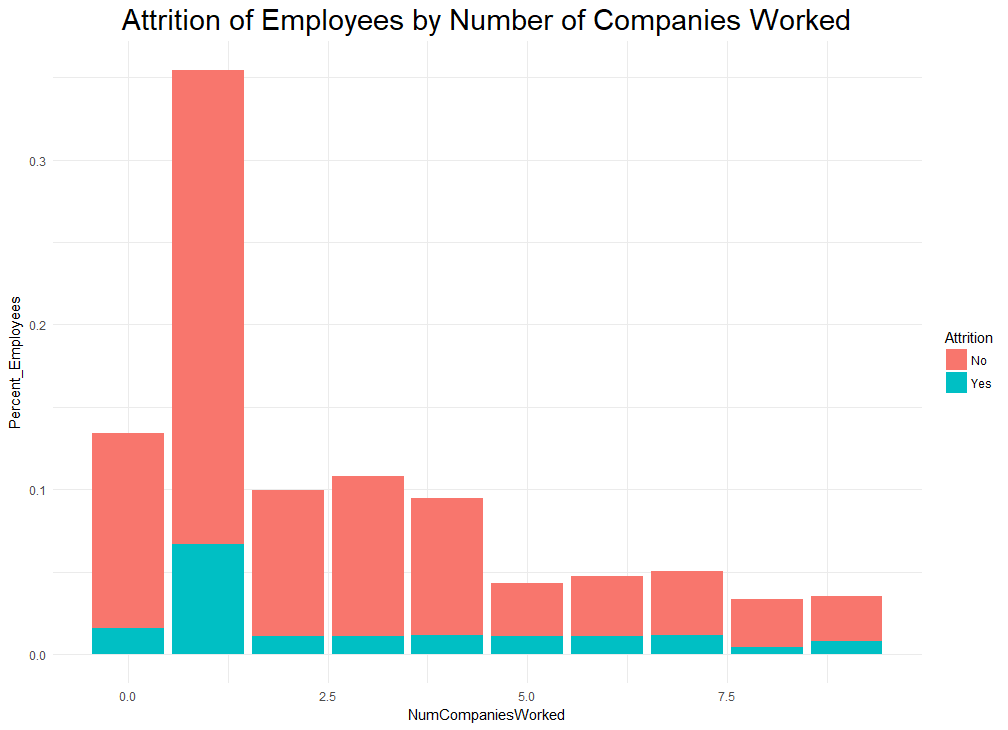 Attrition of Employees by Number of Companies Worked
Percent_Employees
0.3
0.2
0.1
0.0
0.0
2.5
5.0
7.5
NumCompaniesWorked
Attrition
No
Yes